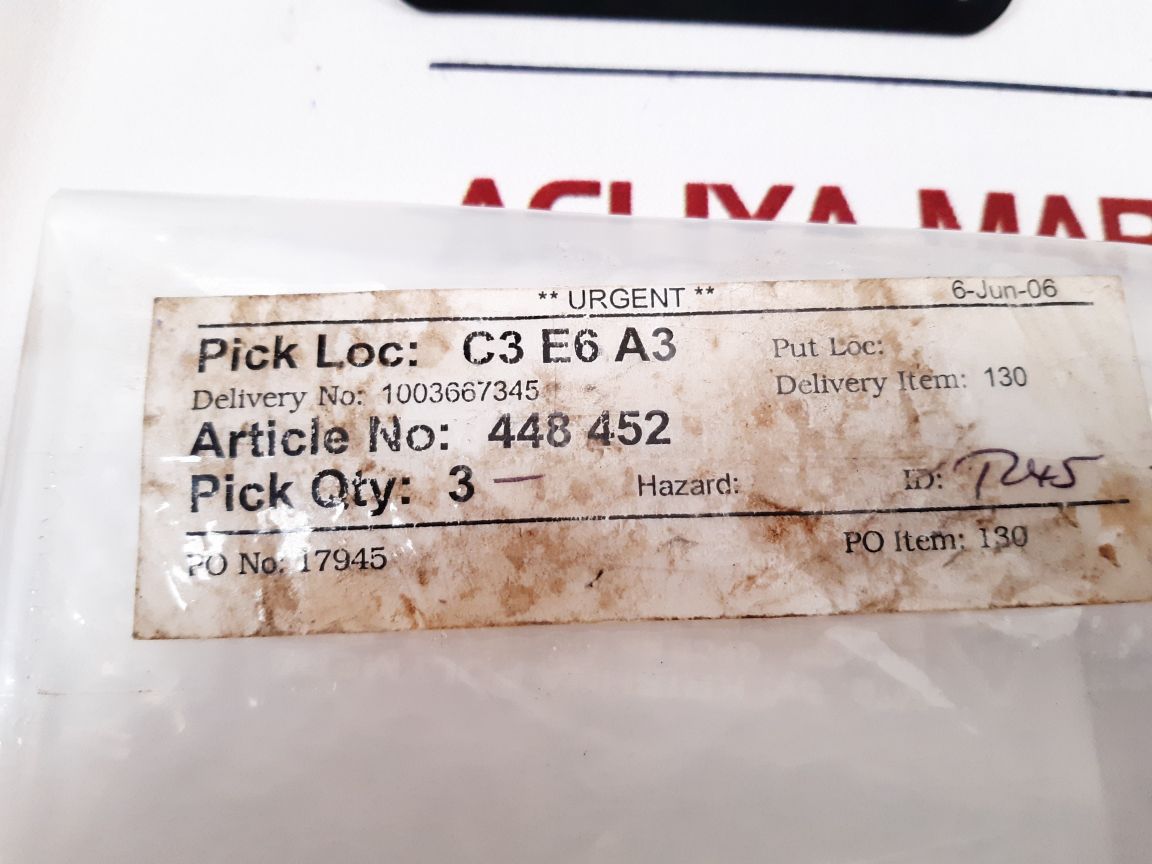 ** URGENT **
6-Jun-06
Pick Loc: C3 E6 A3
Put Loc:
Delivery No: 1003667345
Delivery Item: 130
Article No: 448 452
Pick Qty: 3 —
Hazard:
ID:
PO No: 17945
PO Item: 130